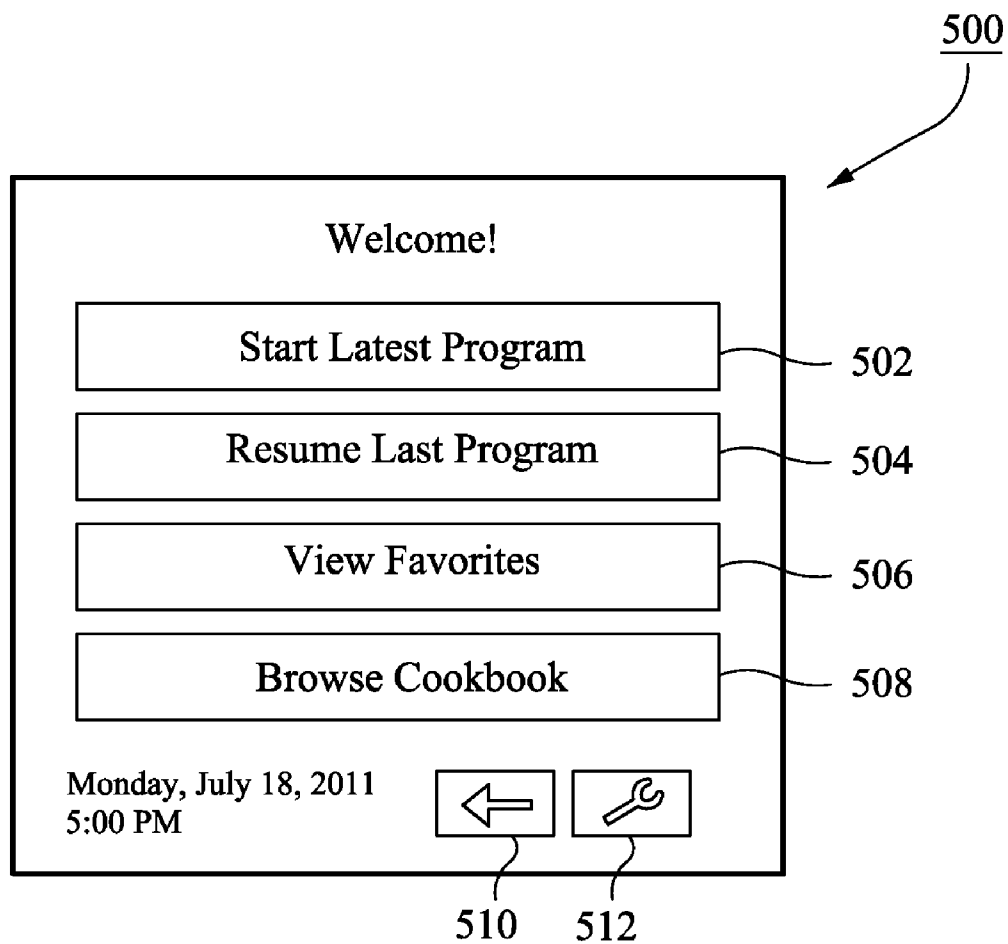 500
Welcome!
Start Latest Program
502
Resume Last Program
504
View Favorites
506
Browse Cookbook
508
Monday, July 18, 2011
5:00 PM
510
512